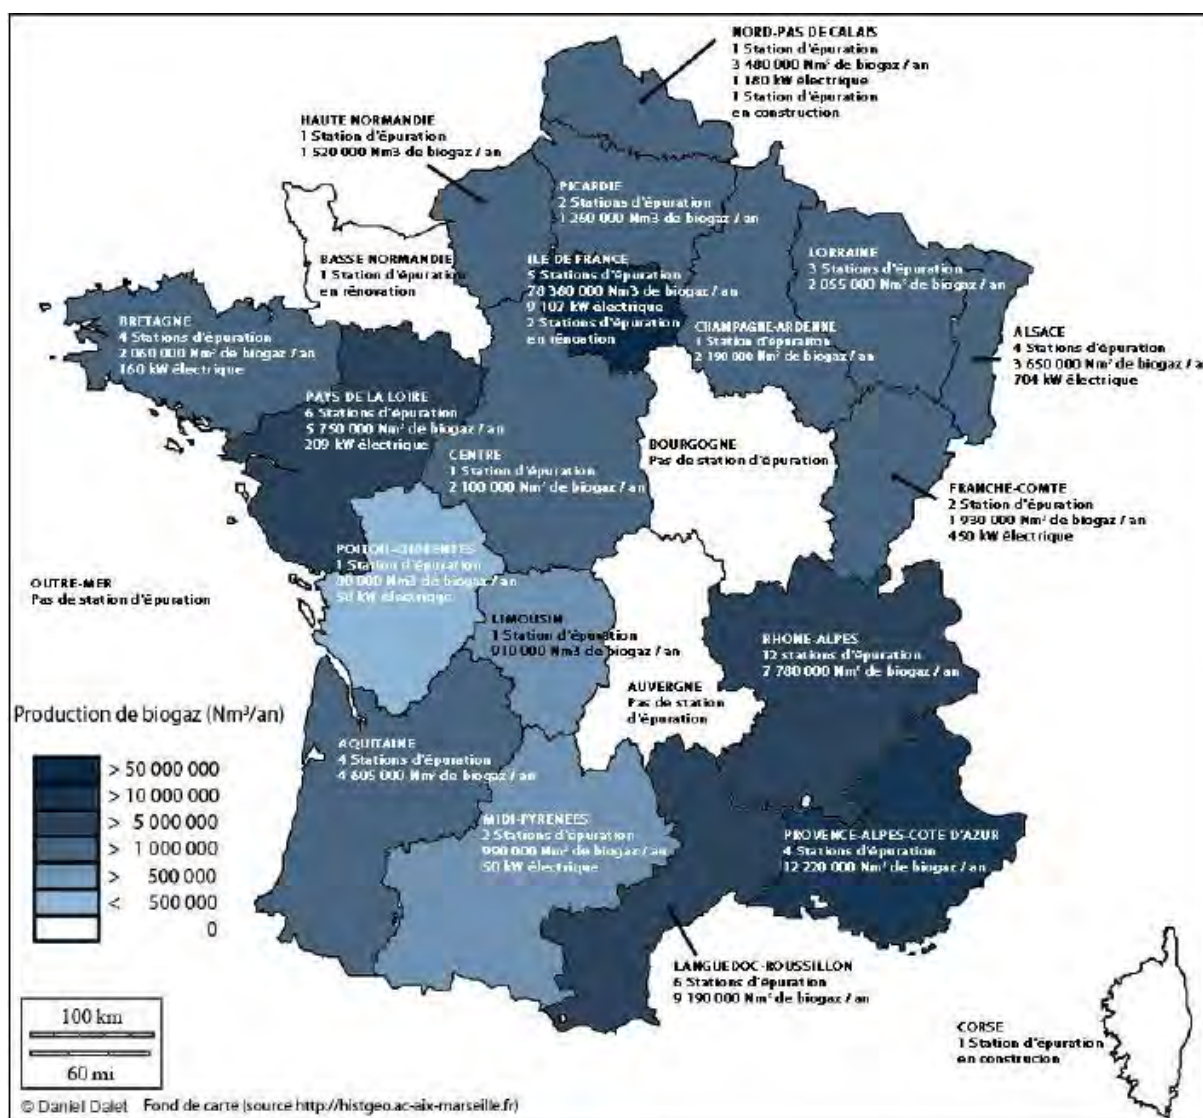 NORD-PAS DE CALAIS
1 Station d'épuration
3 480 000 Nm³ de biogaz / an
1 180 kW électrique
1 Station d'épuration
en construction
HAUTE NORMANDIE
1 Station d'épuration
1 520 000 Nm3 de biogaz / an
PICARDIE
2 Stations d'épuration
1 260 000 Nm3 de biogaz / an
BASSE NORMANDIE
1 Station d'épuration
en rénovation
ILE DE FRANCE
5 Stations d'épuration
78 380 000 Nm3 de biogaz / an
9 107 kW électrique
2 Stations d'épuration
en rénovation
LORRAINE
3 Stations d'épuration
2 055 000 Nm³ de biogaz / an
BRETAGNE
4 Stations d'épuration
2 060 000 Nm³ de biogaz / an
160 kW électrique
CHAMPAGNE-ARDENNE
1 Station d'épuration
2 190 000 Nm³ de biogaz / an
ALSACE
4 Stations d'épuration
3 650 000 Nm³ de biogaz / a
704 kW électrique
PAYS DE LA LOIRE
6 Stations d'épuration
5 750 000 Nm³ de biogaz / an
209 kW électrique
BOURGOGNE
Pas de station d'épuration
CENTRE
1 Station d'épuration
2 100 000 Nm³ de biogaz / an
FRANCHE-COMTE
2 Station d'épuration
1 930 000 Nm³ de biogaz / an
450 kW électrique
POITOU-CHARENTES
1 Station d'épuration
000 Nm3 de biogaz / an
50 kW électrique
OUTRE-MER
Pas de station d'épuration
LIMOUSIN
1 Station d'épuration
910 000 Nm3 de biogaz / an
RHONE-ALPES
12 stations d'épuration
780 000 Nm³ de biogaz / an
AUVERGNE
Pas de station
d'épuration
Production de biogaz (Nm³/an)
> 50 000 000
> 10 000 000
> 5 000 000
> 1 000 000
> 500 000
< 500 000
0
AQUITAINE
4 Stations d'épuration
4 605 000 Nm³ de biogaz / an
MIDI-PYRENEES
2 Stations d'épuration
990 000 Nm³ de biogaz / an
50 kW électrique
PROVENCE-ALPES-COTE D'AZUR
4 Stations d'épuration
12 220 000 Nm³ de biogaz / an
LANGUEDOC-ROUSSILLON
6 Stations d'épuration
9 190 000 Nm³ de biogaz / an
CORSE
1 Station d'épuration
en construcion
100 km
60 mi
© Daniel Dalet Fond de carte (source http://histgeo.ac-aix-marseille.fr)